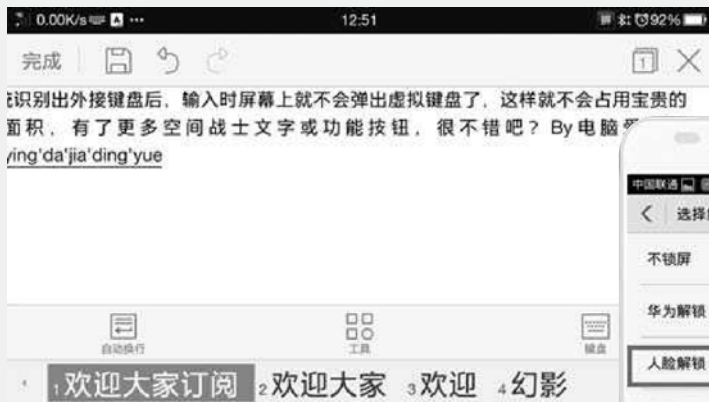 0.00K/s A ...
12:51
92%
完成
1
识别出外接键盘后，输入时屏幕上就不会弹出虚拟键盘了，这样就不会占用宝贵的
面积，有了更多空间战士文字或功能按钮，很不错吧？By电脑
ying'da'jia'ding'yue
自动换行
工具
键盘
1欢迎大家订阅 2欢迎大家 3欢迎 4幻影
中国联通
选择
不锁屏
华为解锁
人脸解锁